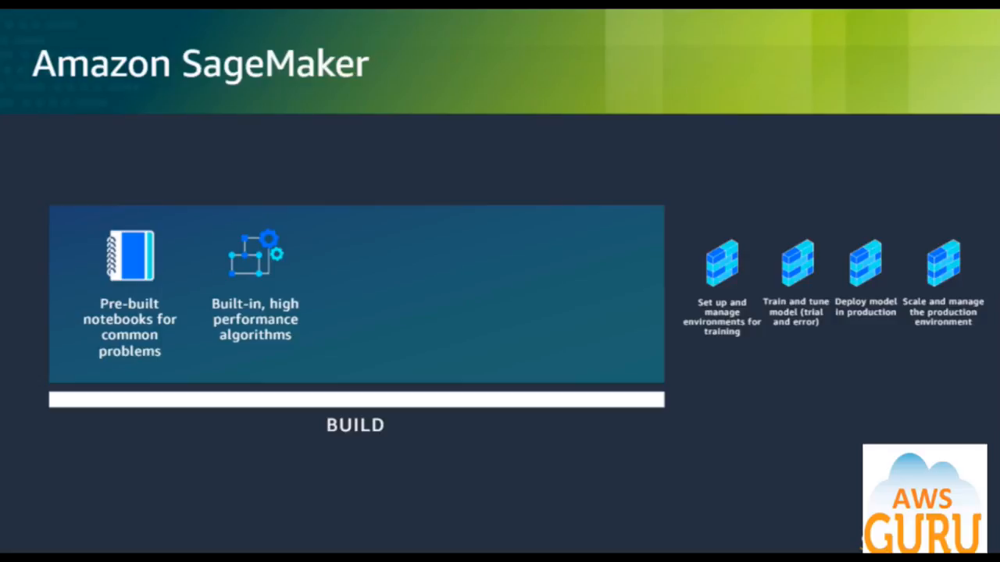 Amazon SageMaker
Pre-built
notebooks for
common
problems
Built-in, high
performance
algorithms
Set up and
manage
environments for
training
Train and tune
model (trial
and error)
Deploy model
in production
Scale and manage
the production
environment
BUILD
AWS
GURU